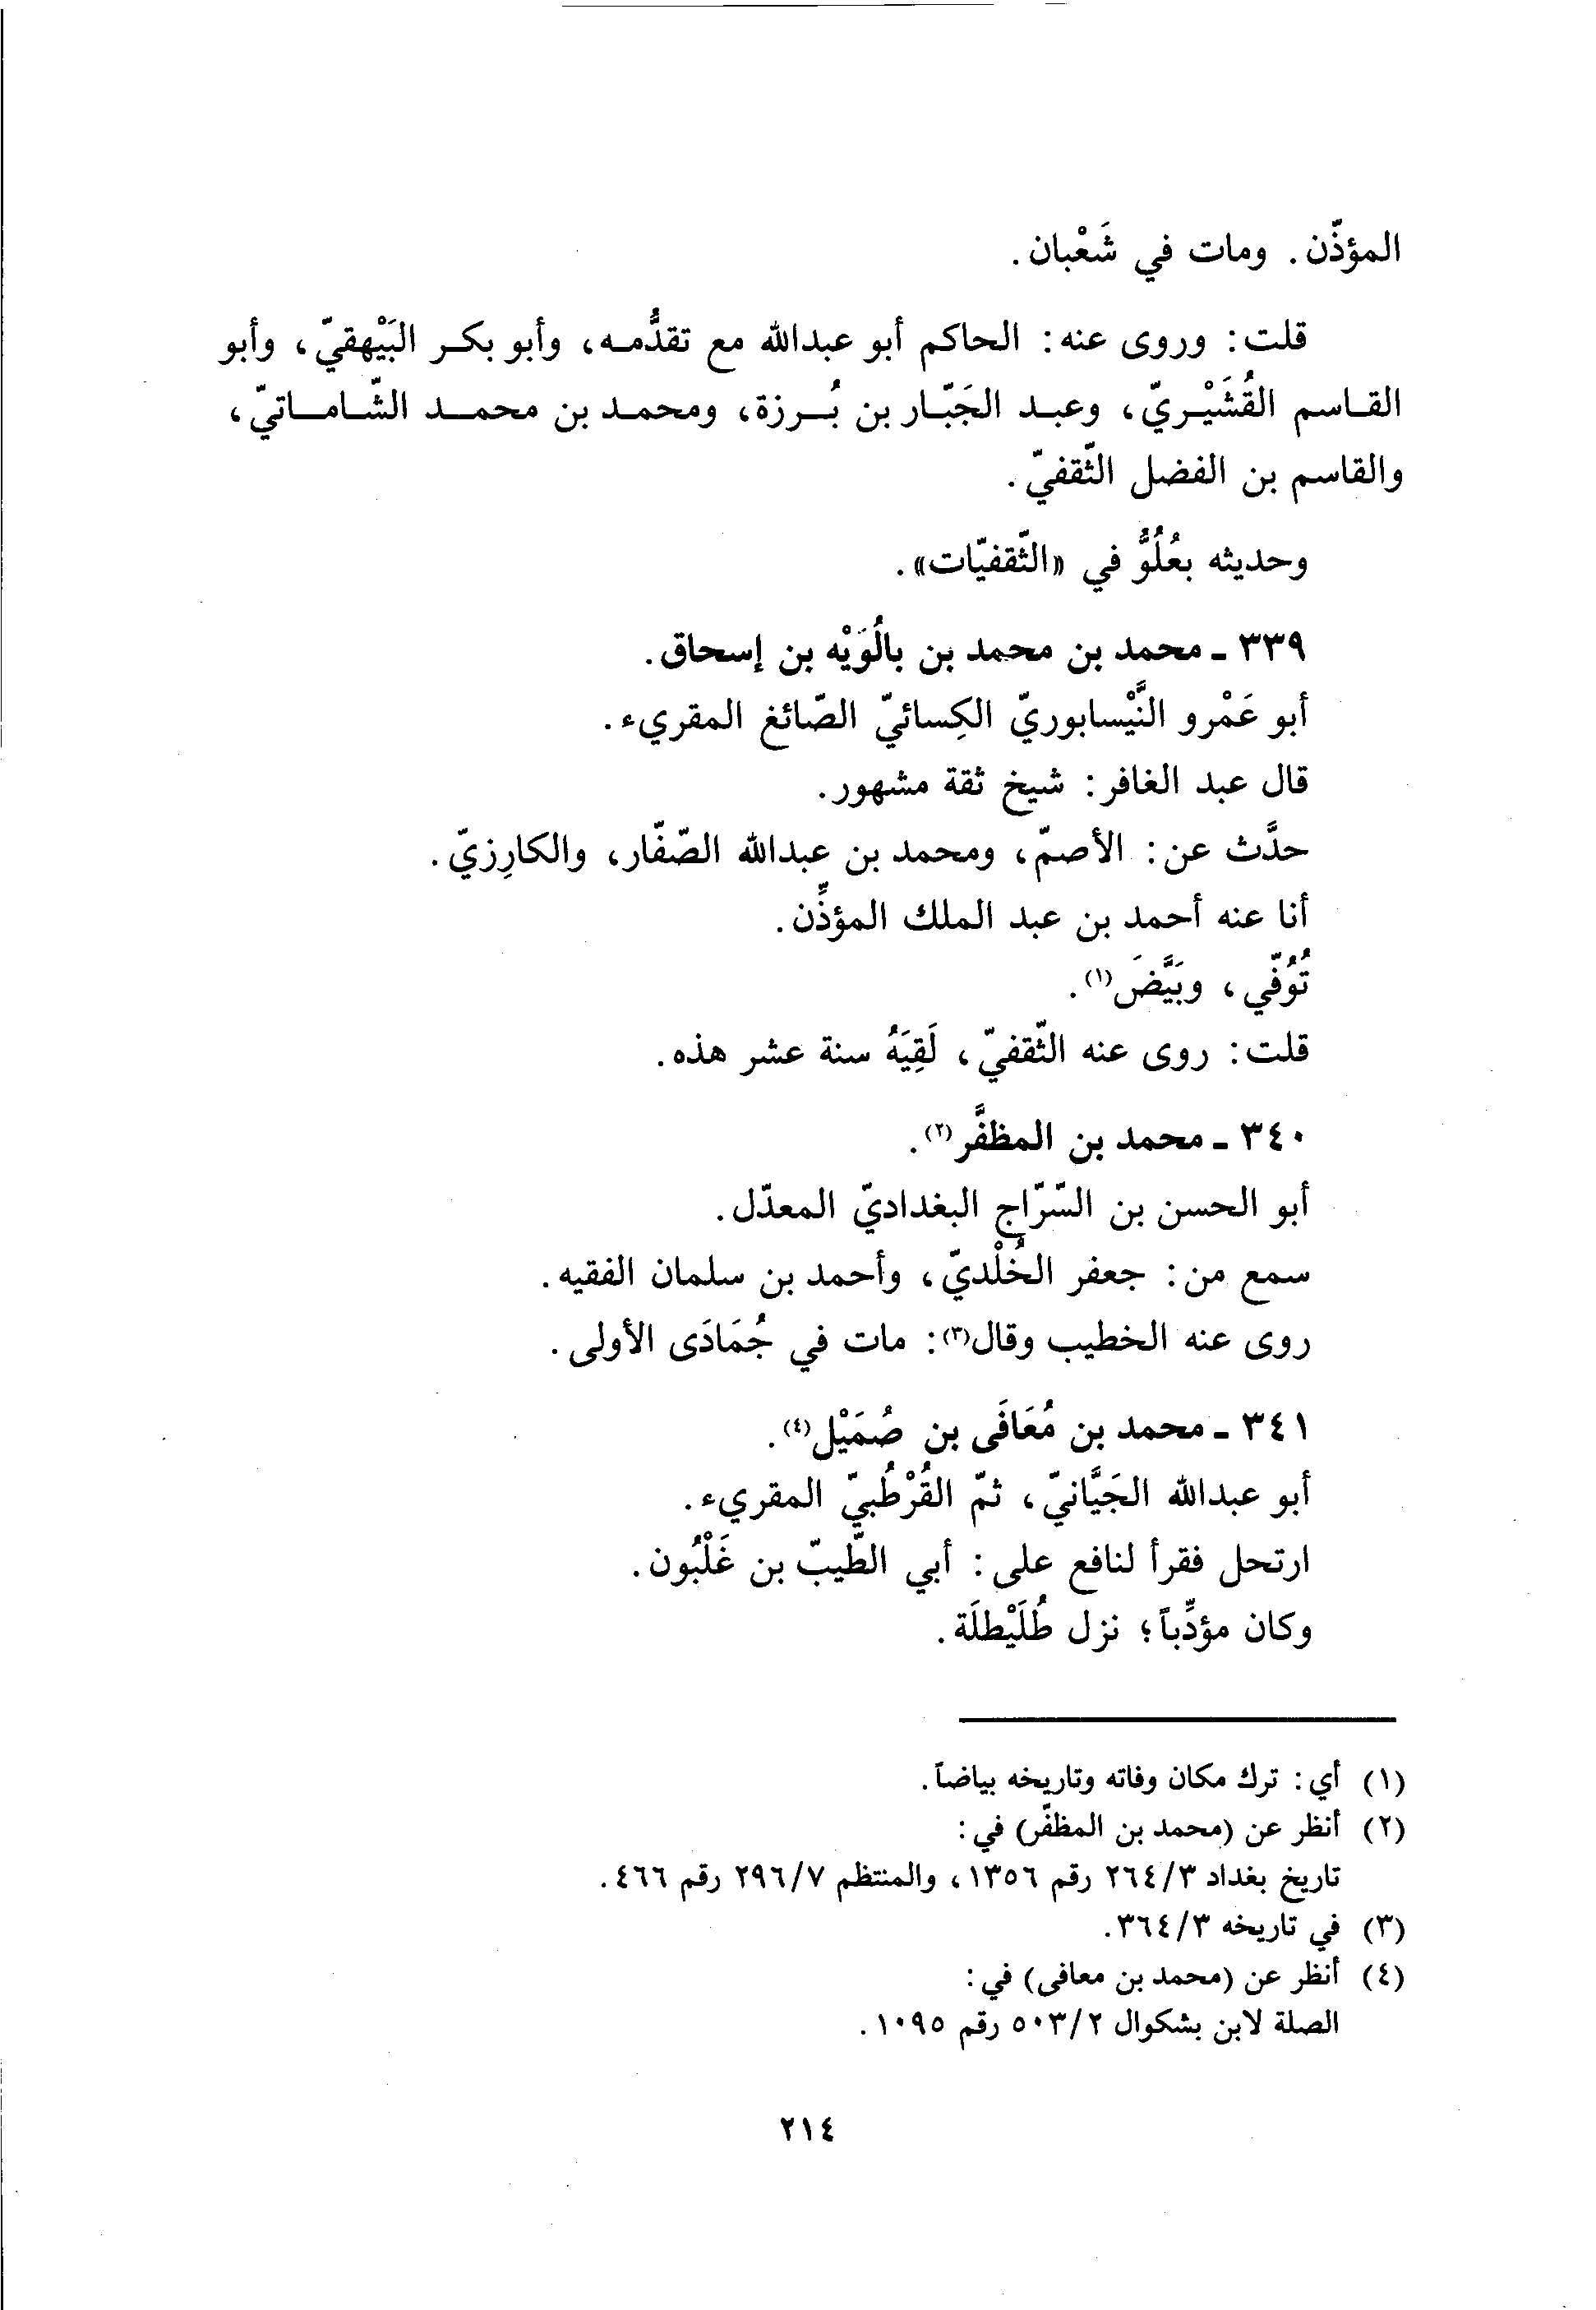 المؤذّن. ومات في شَعْبان.
قلت: وروى عنه: الحاكم أبو عبدالله مع تقدُّمه، وأبو بكر البَيْهقيّ، وأبو
القاسم القُشَيْريّ، وعبد الجَبّار بن بُرزة، ومحمد بن محمد الشّاماتيّ،
والقاسم بن الفضل الثّقفيّ.
وحديثه بعُلُوٍّ في «الثّقفيّات».
٣٣٩ ـ محمد بن محمد بن بالُوَيْه بن إسحاق.
أبو عَمْرو النَّيْسابوريّ الكِسائيّ الصّائغ المقريء.
قال عبد الغافر: شيخ ثقة مشهور.
حدَّث عن: الأصمّ، ومحمد بن عبدالله الصّفّار، والكارِزيّ.
أنا عنه أحمد بن عبد الملك المؤذِّن.
تُوُفّي، وبَيَّضَ(١).
قلت: روى عنه الثّقفيّ، لَقِيَهُ سنة عشر هذه.
٣٤٠ ـ محمد بن المظفَّر(٢).
أبو الحسن بن السّرّاج البغداديّ المعدّل.
سمع من: جعفر الخُلْديّ، وأحمد بن سلمان الفقيه.
روى عنه الخطيب وقال(٣): مات في جُمَادَى الأولى.
٣٤١ ـ محمد بن مُعَافَى بن صُمَيْل(٤).
أبو عبدالله الجَيَّانيّ، ثمّ القُرْطُبيّ المقريء.
ارتحل فقرأ لنافع على: أبي الطّيبّ بن غَلْبُون.
وكان مؤدِّباً؛ نزل طُلَيْطلَة.
(١) أي: ترك مكان وفاته وتاريخه بياضاً.
(٢) أنظر عن (محمد بن المظفّر) في:
تاريخ بغداد ٢٦٤/٣ رقم ١٣٥٦، والمنتظم ٢٩٦/٧ رقم ٤٦٦.
(٣) في تاريخه ٣٦٤/٣.
(٤) أنظر عن (محمد بن معافى) في:
الصلة لابن بشكوال ٥٠٣/٢ رقم ١٠٩٥.
٢١٤